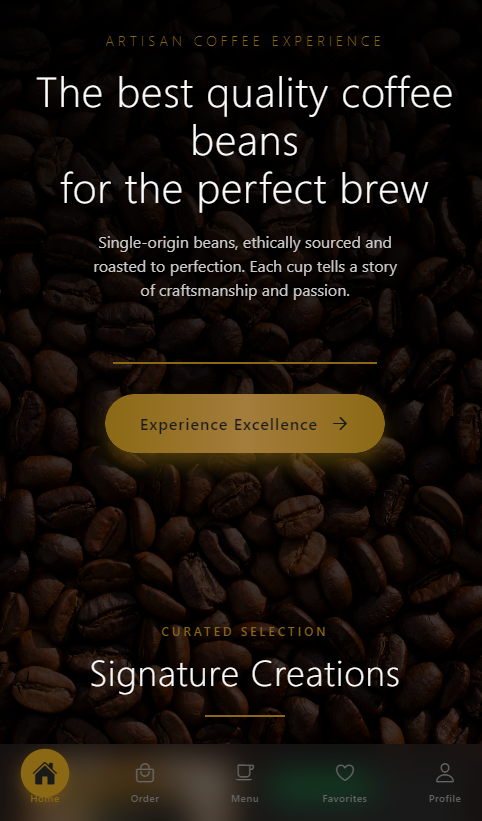 ARTISAN COFFEE EXPERIENCE
The best quality coffee
beans
for the perfect brew
Single-origin beans, ethically sourced and
roasted to perfection. Each cup tells a story
of craftsmanship and passion.
Experience Excellence →
CURATED SELECTION
Signature Creations
Home Order Menu Favorites Profile